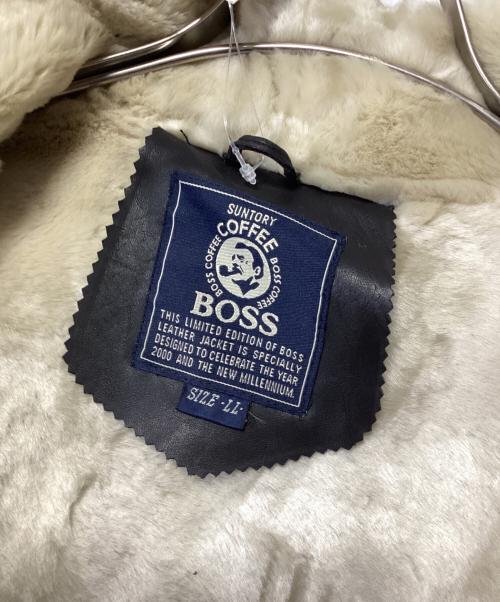 SUNTORY
COFFEE
BOSS COFFEE
BOSS COFFEE
BOSS
THIS LIMITED EDITION OF BOSS
LEATHER JACKET IS SPECIALLY
DESIGNED TO CELEBRATE THE YEAR
2000 AND THE NEW MILLENNIUM.
SIZE -LL-